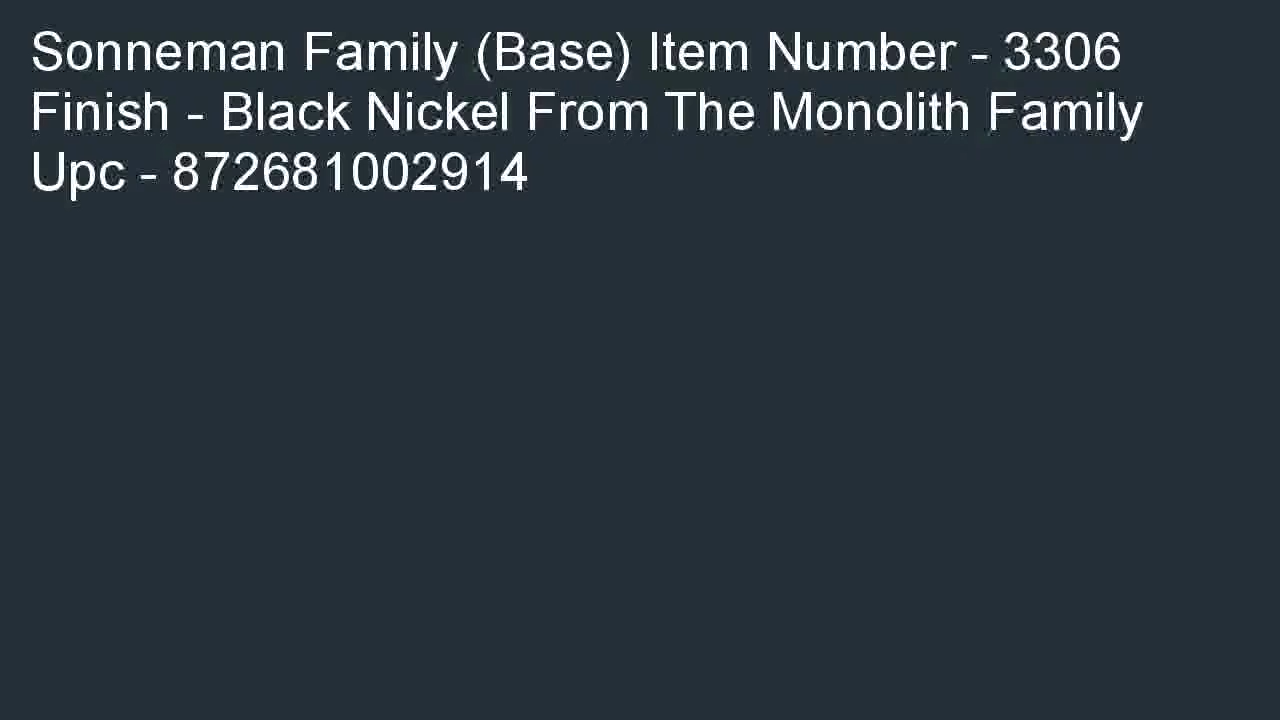 Sonneman Family (Base) Item Number - 3306
Finish - Black Nickel From The Monolith Family
Upc - 872681002914